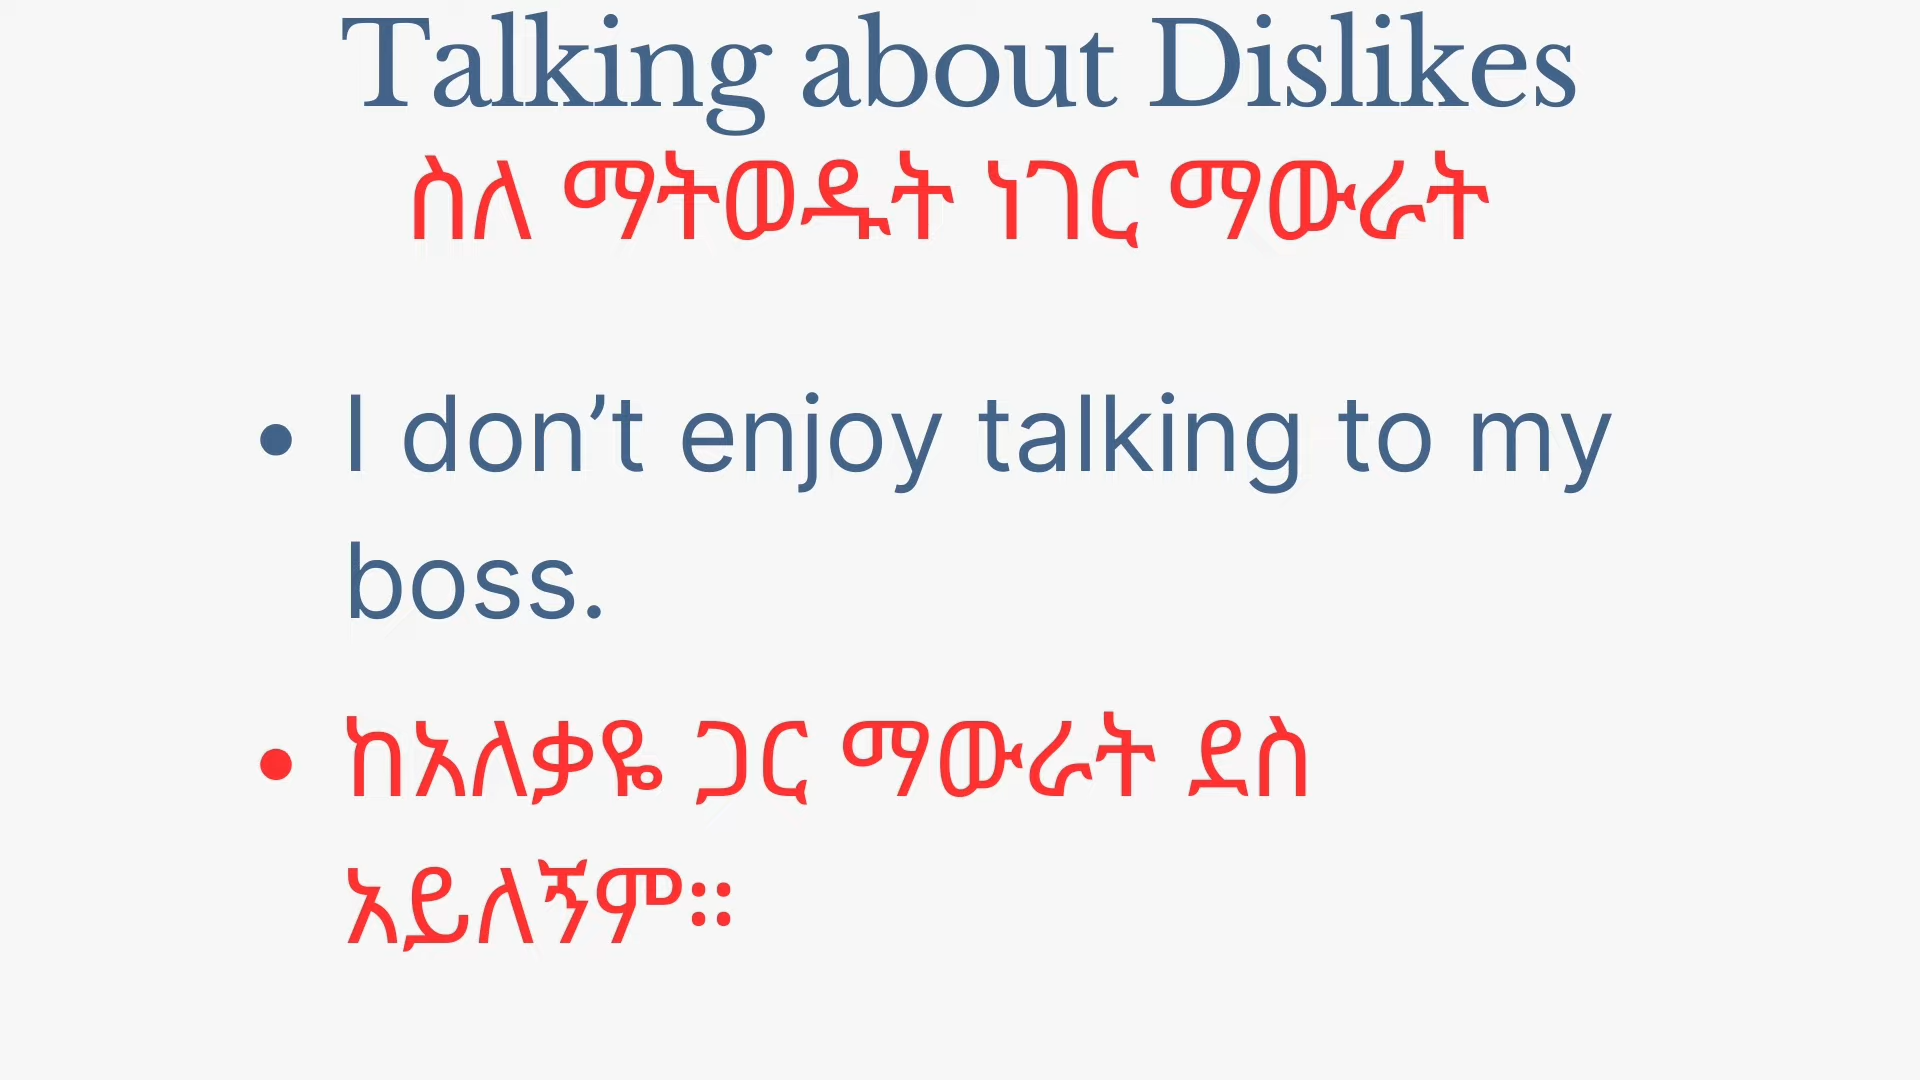 Talking about Dislikes
ስለ ማትወዱት ነገር ማውራት
• I don’t enjoy talking to my
boss.
• ከአለቃዬ ጋር ማውራት ደስ
አይለኝም።